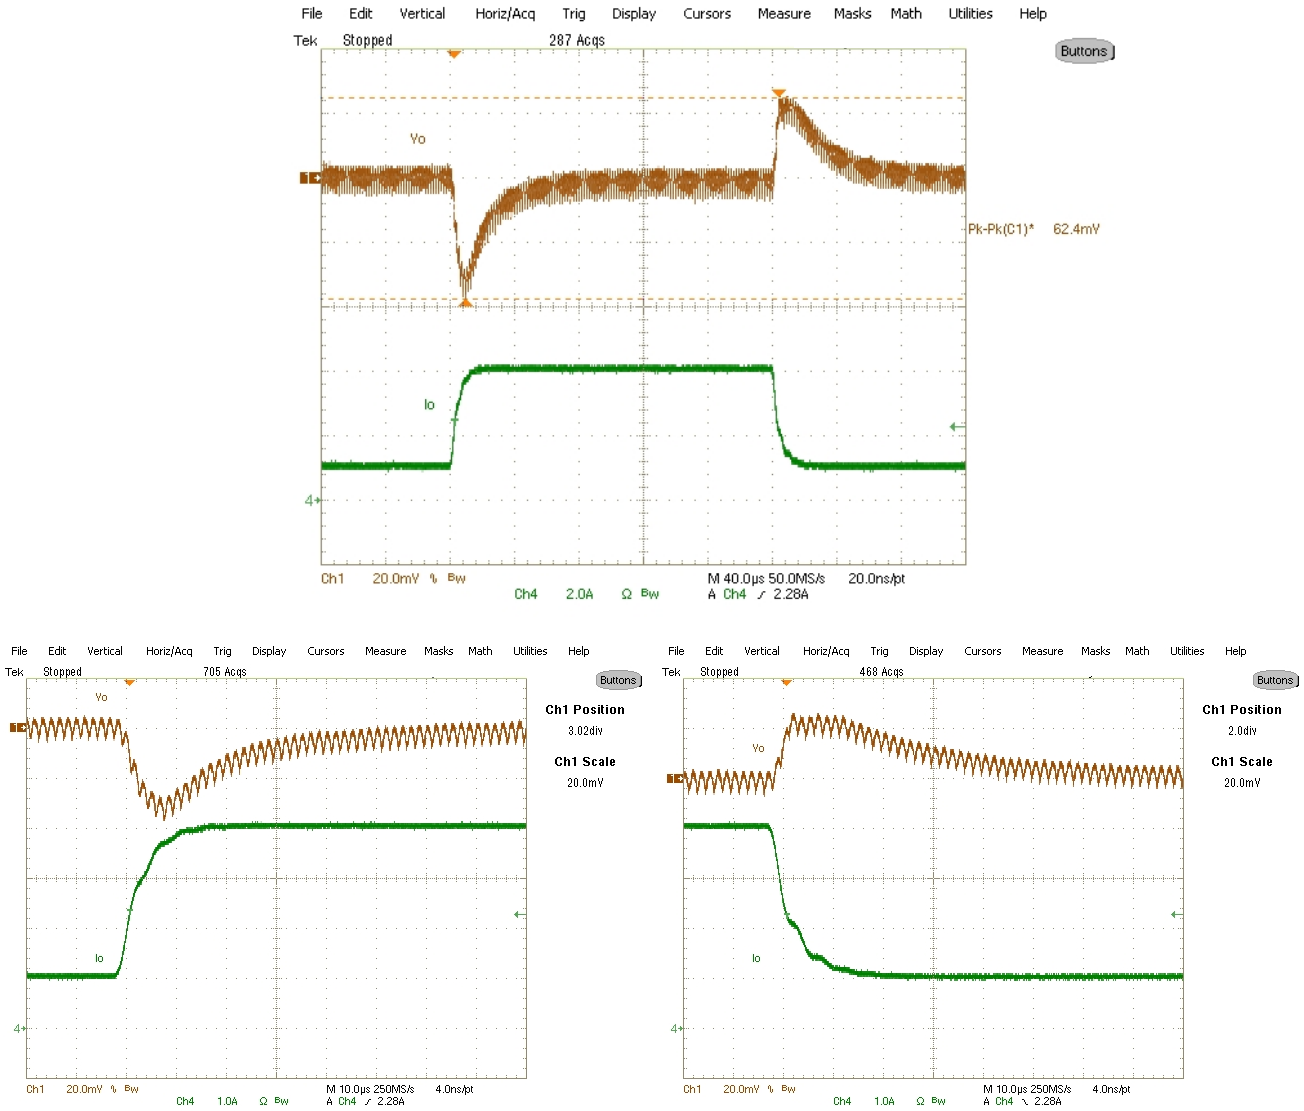 File Edit Vertical Horiz/Acq Trig Display Cursors Measure Masks Math Utilities Help
Tek Stopped 287 Acqs Buttons
Vo
1
Pk-Pk(C1)* 62.4mV
Io
4
Ch1 20.0mV % Bw M 40.0µs 50.0MS/s 20.0ns/pt
Ch4 2.0A Ω Bw A Ch4 / 2.28A
File Edit Vertical Horiz/Acq Trig Display Cursors Measure Masks Math Utilities Help
Tek Stopped 705 Acqs Buttons
Vo
Ch1 Position
1
3.02div
Ch1 Scale
20.0mV
Io
4
Ch1 20.0mV % Bw M 10.0µs 250MS/s 4.0ns/pt
Ch4 1.0A Ω Bw A Ch4 / 2.28A
File Edit Vertical Horiz/Acq Trig Display Cursors Measure Masks Math Utilities Help
Tek Stopped 468 Acqs Buttons
Ch1 Position
2.0div
Vo
Ch1 Scale
1
20.0mV
Io
4
Ch1 20.0mV % Bw M 10.0µs 250MS/s 4.0ns/pt
Ch4 1.0A Ω Bw A Ch4 / 2.28A